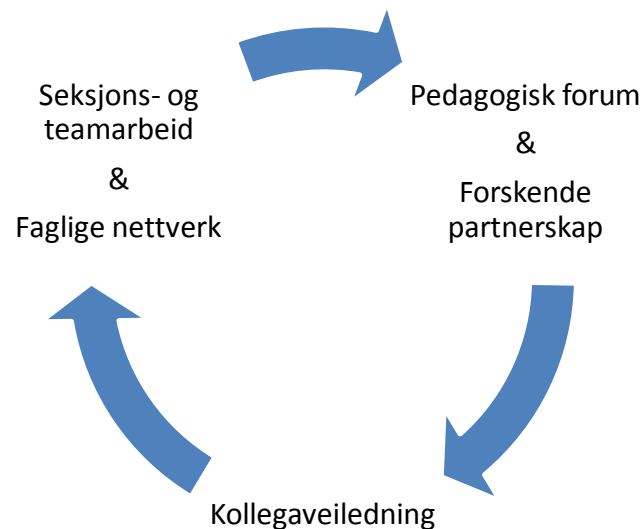 Seksjons- og
teamarbeid
&
Faglige nettverk
Pedagogisk forum
&
Forskende
partnerskap
Kollegaveiledning